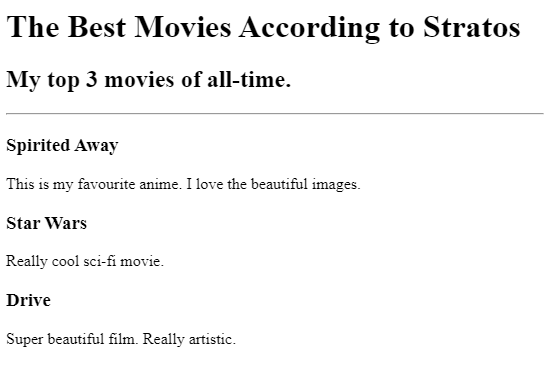 The Best Movies According to Stratos
My top 3 movies of all-time.
Spirited Away
This is my favourite anime. I love the beautiful images.
Star Wars
Really cool sci-fi movie.
Drive
Super beautiful film. Really artistic.